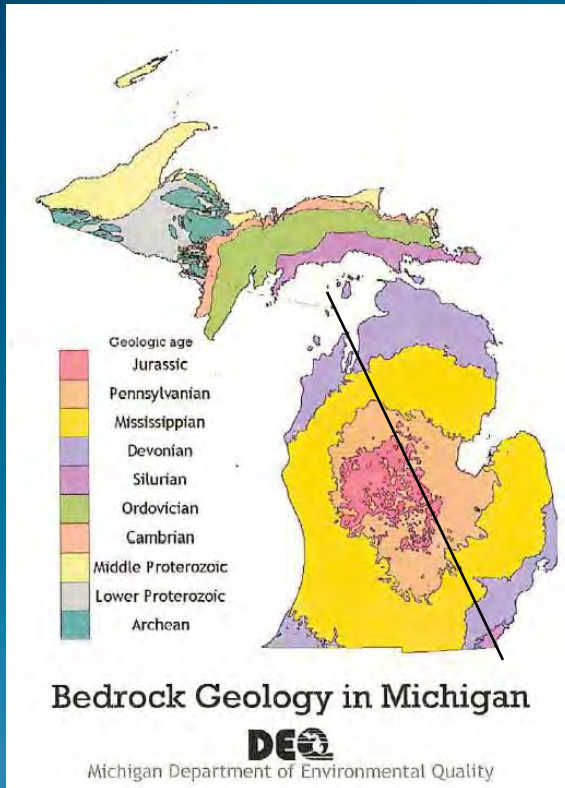 Geologic age
Jurassic
Pennsylvanian
Mississippian
Devonian
Silurian
Ordovician
Cambrian
Middle Proterozoic
Lower Proterozoic
Archean
Bedrock Geology in Michigan
DEQ
Michigan Department of Environmental Quality